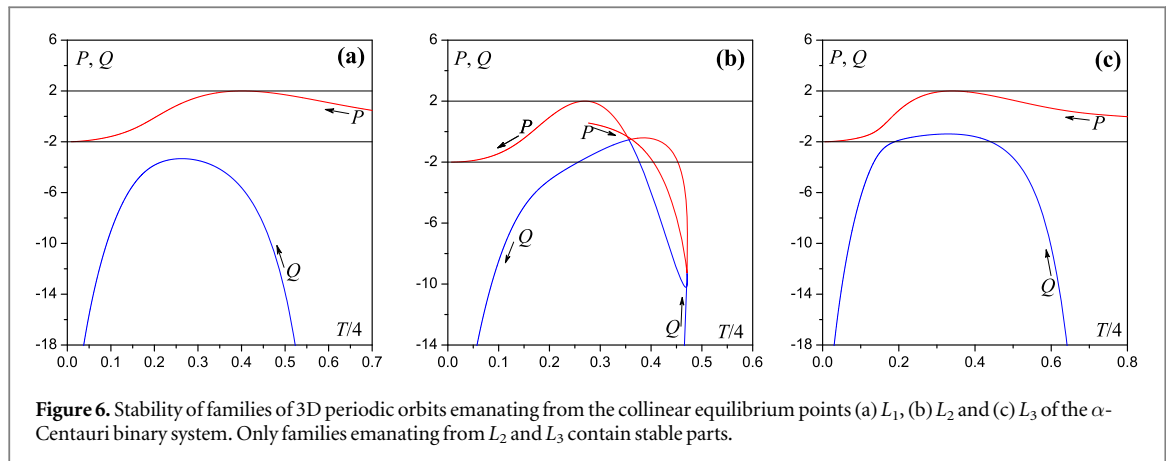 6
2
-2
-6
-10
-14
-18
P, Q
(a)
P
Q
T/4
0.0 0.1 0.2 0.3 0.4 0.5 0.6 0.7
6
2
-2
-6
-10
-14
P, Q
(b)
P
P
Q
Q
T/4
0.0 0.1 0.2 0.3 0.4 0.5 0.6
6
2
-2
-6
-10
-14
-18
P, Q
(c)
P
Q
T/4
0.0 0.2 0.4 0.6 0.8
Figure 6. Stability of families of 3D periodic orbits emanating from the collinear equilibrium points (a) L₁, (b) L₂ and (c) L₃ of the α-
Centauri binary system. Only families emanating from L₂ and L₃ contain stable parts.